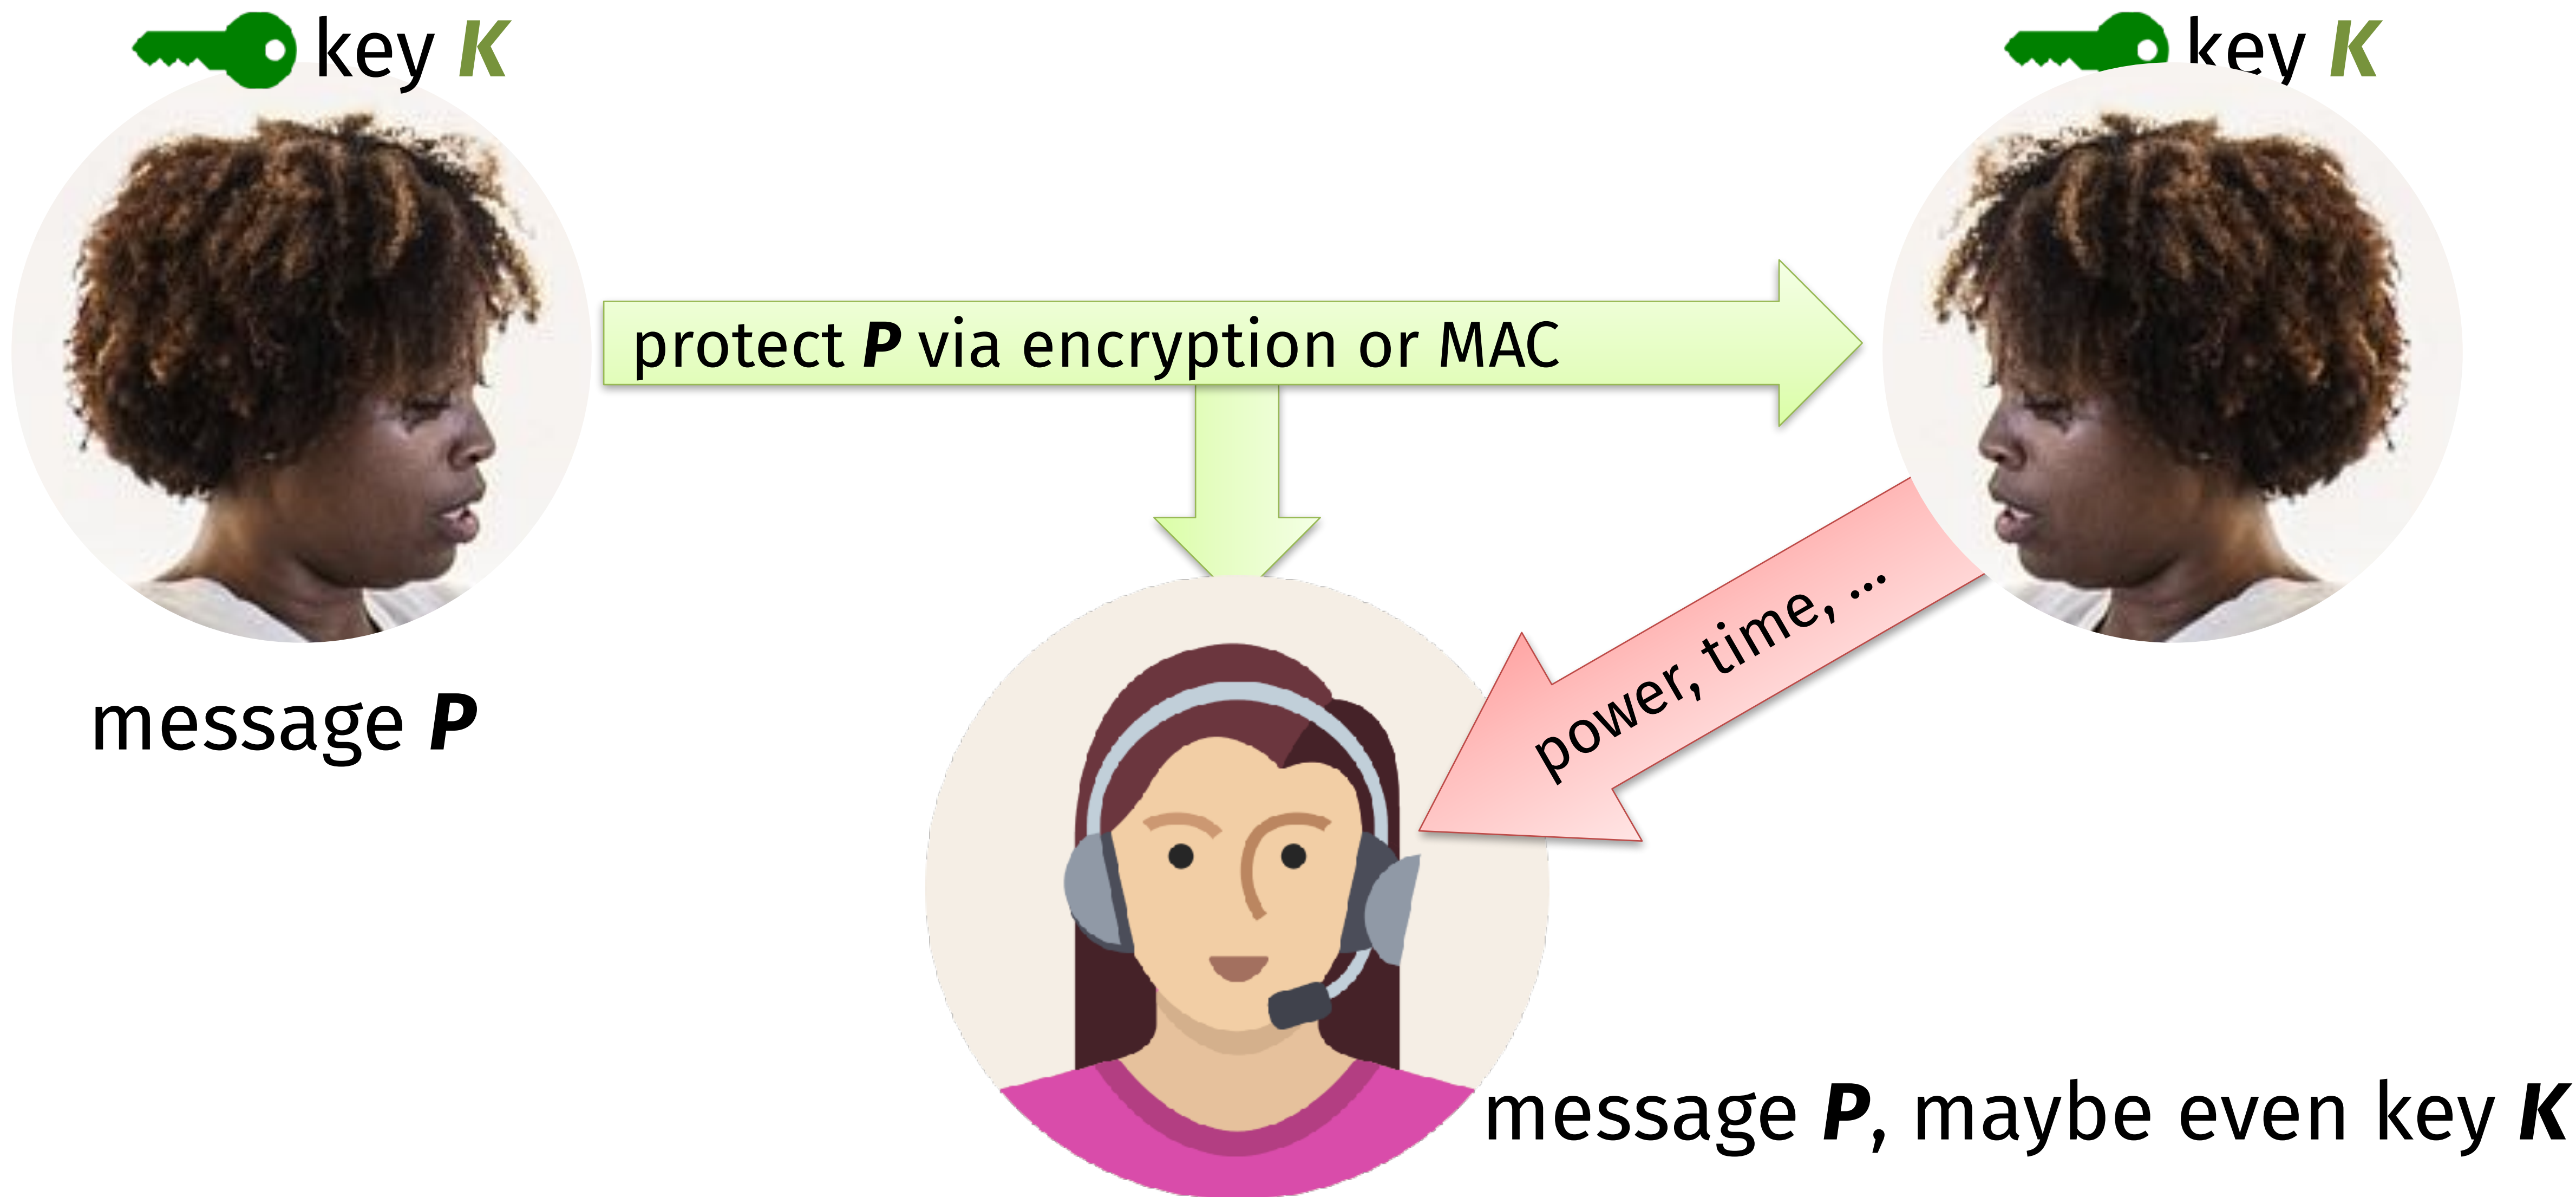 key K
key K
protect P via encryption or MAC
power, time, ...
message P
message P, maybe even key K